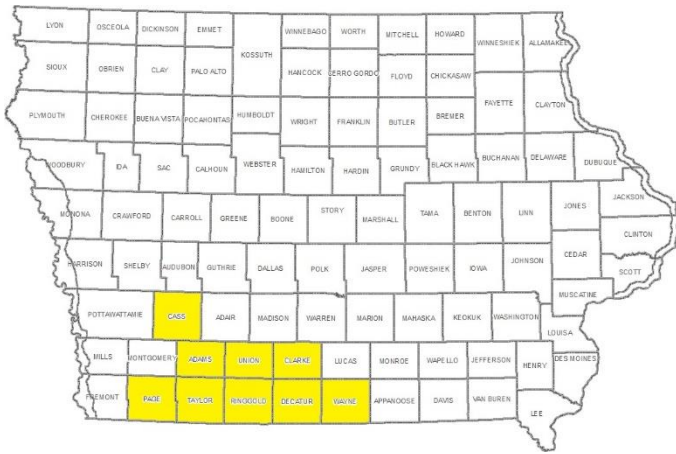 LYON OSCEOLA DICKINSON EMMET KOSSUTH WINNEBAGO WORTH MITCHELL HOWARD WINNESHIEK ALLAMAKEE
SIOUX OBRIEN CLAY PALO ALTO HANCOCK CERRO GORDO FLOYD CHICKASAW
PLYMOUTH CHEROKEE BUENA VISTA POCAHONTAS HUMBOLDT WRIGHT FRANKLIN BUTLER BREMER FAYETTE CLAYTON
WOODBURY IDA SAC CALHOUN WEBSTER HAMILTON HARDIN GRUNDY BLACK HAWK BUCHANAN DELAWARE DUBUQUE
MONONA CRAWFORD CARROLL GREENE BOONE STORY MARSHALL TAMA BENTON LINN JONES JACKSON
CLINTON
HARRISON SHELBY AUDUBON GUTHRIE DALLAS POLK JASPER POWESHIEK IOWA JOHNSON CEDAR SCOTT
MUSCATINE
POTTAWATTAMIE CASS ADAIR MADISON WARREN MARION MAHASKA KEOKUK WASHINGTON LOUISA
MILLS MONTGOMERY ADAMS UNION CLARKE LUCAS MONROE WAPELLO JEFFERSON HENRY DES MOINES
FREMONT PAGE TAYLOR RINGGOLD DECATUR WAYNE APPANOOSE DAVIS VAN BUREN LEE